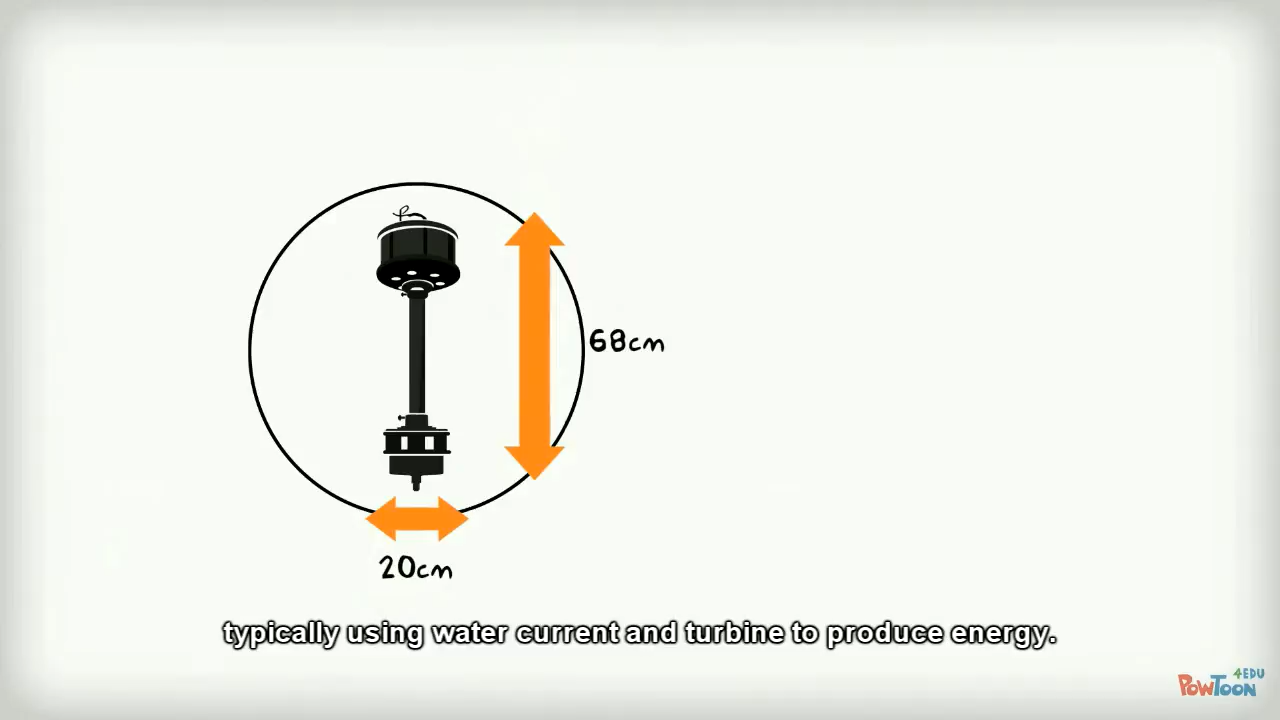 68cm
20cm
typically using water current and turbine to produce energy.
4EDU
POWTOON